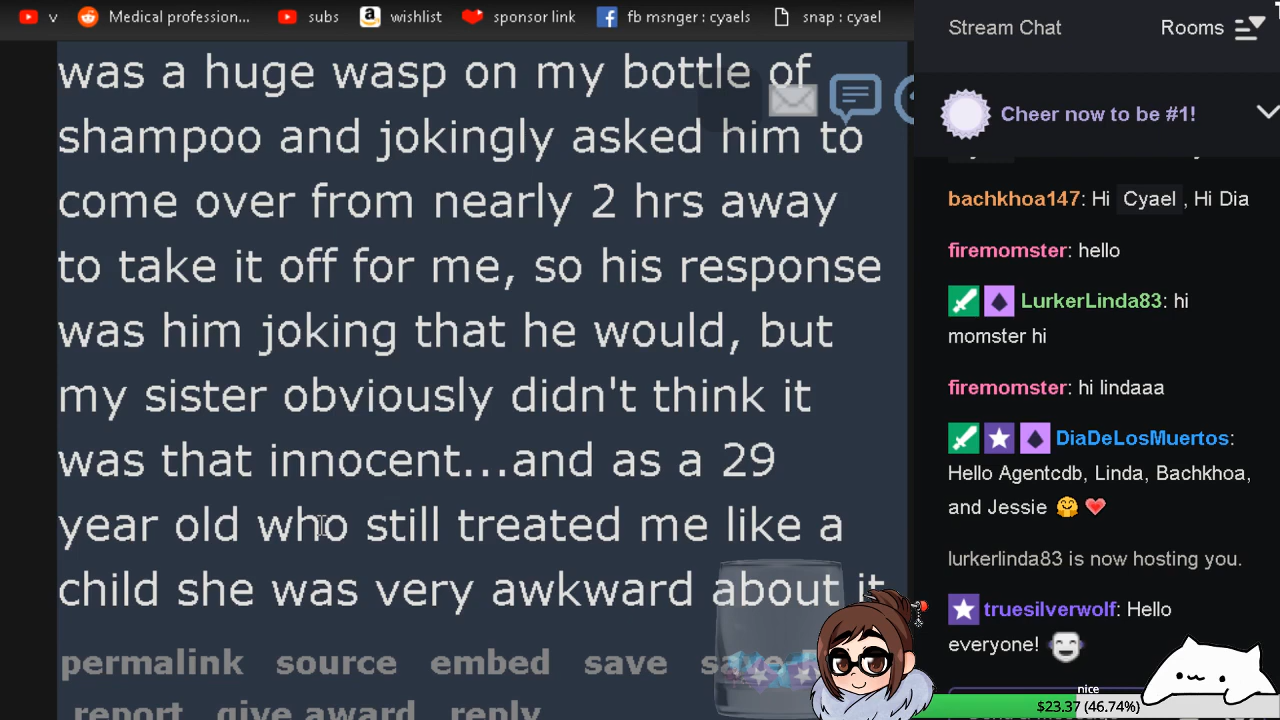 v Medical profession... subs wishlist sponsor link fb msnger : cyaels snap : cyael
was a huge wasp on my bottle of
shampoo and jokingly asked him to
come over from nearly 2 hrs away
to take it off for me, so his response
was him joking that he would, but
my sister obviously didn't think it
was that innocent...and as a 29
year old who still treated me like a
child she was very awkward about it
permalink source embed save
report give award reply
Stream Chat Rooms
Cheer now to be #1!
bachkhoa147: Hi Cyael , Hi Dia
firemomster: hello
LurkerLinda83: hi
momster hi
firemomster: hi lindaaa
DiaDeLosMuertos:
Hello Agentcdb, Linda, Bachkhoa,
and Jessie 🤗 ❤️
lurkerlinda83 is now hosting you.
truesilverwolf: Hello
everyone!
nice
$23.37 (46.74%)